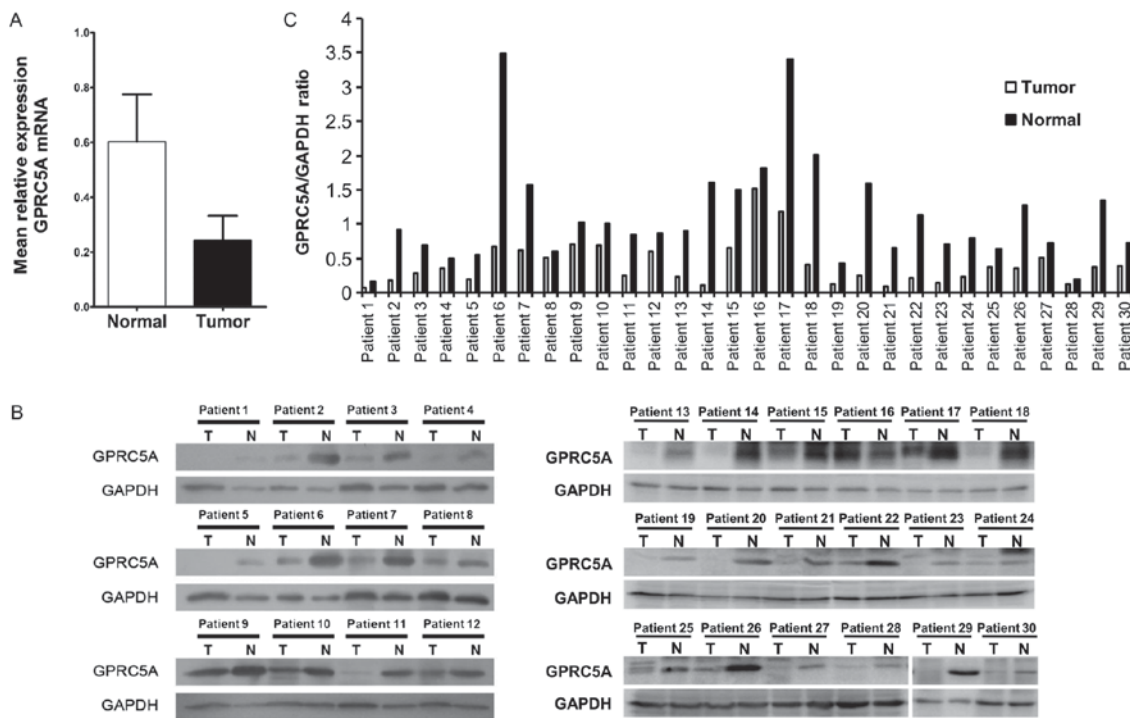 A
Mean relative expression
GPRC5A mRNA
1.0
0.8
0.6
0.4
0.2
0.0
Normal
Tumor
C
GPRC5A/GAPDH ratio
4
3.5
3
2.5
2
1.5
1
0.5
0
Tumor
Normal
Patient 1
Patient 2
Patient 3
Patient 4
Patient 5
Patient 6
Patient 7
Patient 8
Patient 9
Patient 10
Patient 11
Patient 12
Patient 13
Patient 14
Patient 15
Patient 16
Patient 17
Patient 18
Patient 19
Patient 20
Patient 21
Patient 22
Patient 23
Patient 24
Patient 25
Patient 26
Patient 27
Patient 28
Patient 29
Patient 30
B
Patient 1 Patient 2 Patient 3 Patient 4
T N T N T N T N
GPRC5A
GAPDH
Patient 5 Patient 6 Patient 7 Patient 8
T N T N T N T N
GPRC5A
GAPDH
Patient 9 Patient 10 Patient 11 Patient 12
T N T N T N T N
GPRC5A
GAPDH
Patient 13 Patient 14 Patient 15 Patient 16 Patient 17 Patient 18
T N T N T N T N T N T N
GPRC5A
GAPDH
Patient 19 Patient 20 Patient 21 Patient 22 Patient 23 Patient 24
T N T N T N T N T N T N
GPRC5A
GAPDH
Patient 25 Patient 26 Patient 27 Patient 28 Patient 29 Patient 30
T N T N T N T N T N T N
GPRC5A
GAPDH